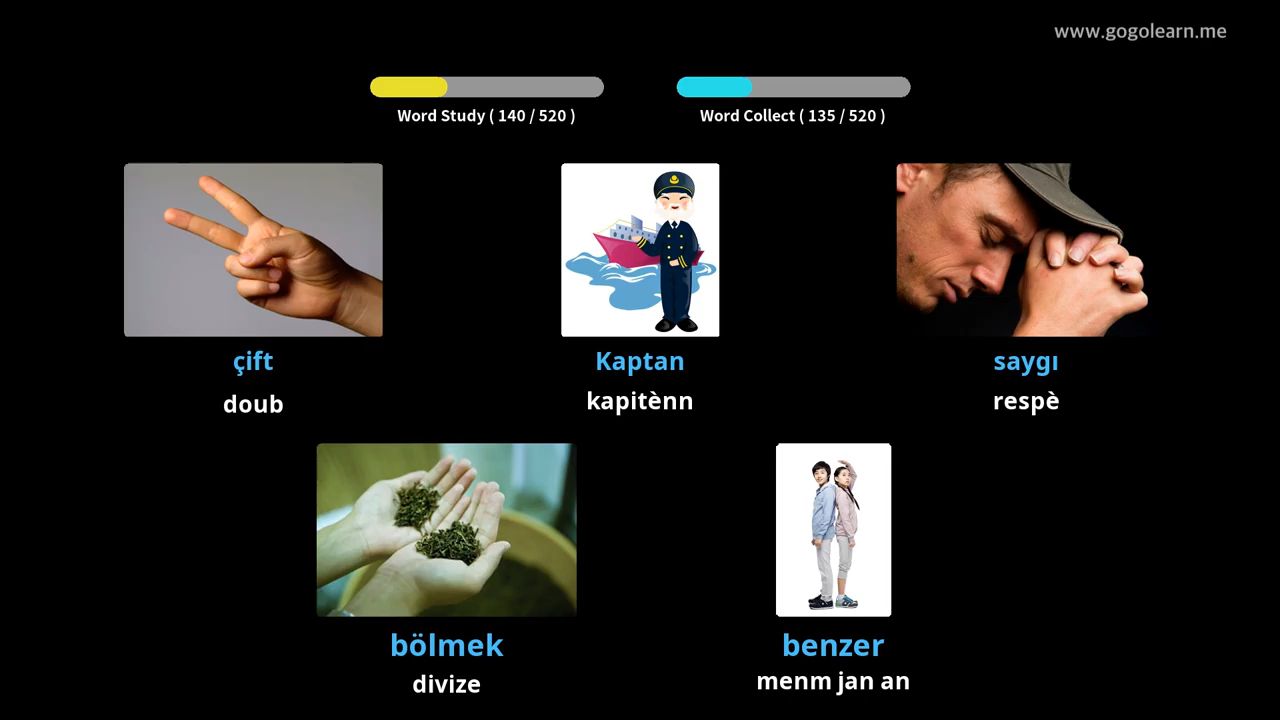 www.gogolearn.me
Word Study ( 140 / 520 )
Word Collect ( 135 / 520 )
çift
doub
Kaptan
kapitènn
saygı
respè
bölmek
divize
benzer
menm jan an